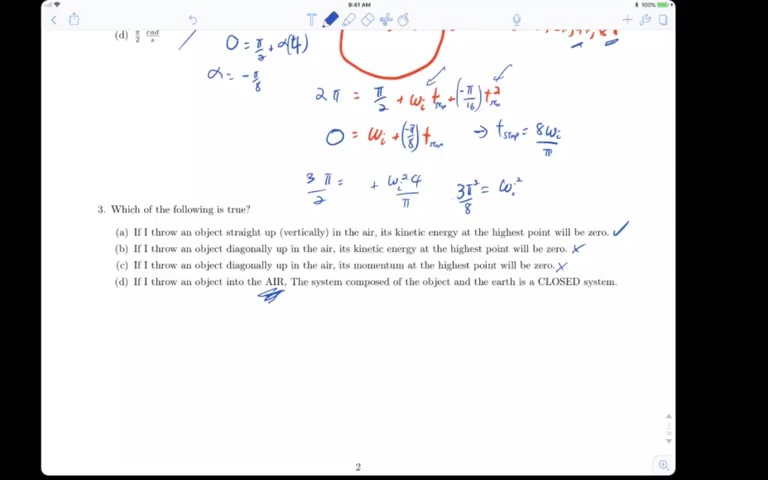 9:41 AM
100%
(d) π/2 rad/s
0 = π/2 + α(4)
α = -π/8
2π = π/2 + ωᵢ t_stop + (-π/16) t²_stop
0 = ωᵢ + (-π/8) t_stop → t_stop = 8ωᵢ/π
3π/2 = + ωᵢ² 4/π 3π²/8 = ωᵢ²
3. Which of the following is true?
(a) If I throw an object straight up (vertically) in the air, its kinetic energy at the highest point will be zero. ✓
(b) If I throw an object diagonally up in the air, its kinetic energy at the highest point will be zero. ✗
(c) If I throw an object diagonally up in the air, its momentum at the highest point will be zero. ✗
(d) If I throw an object into the AIR. The system composed of the object and the earth is a CLOSED system.
2